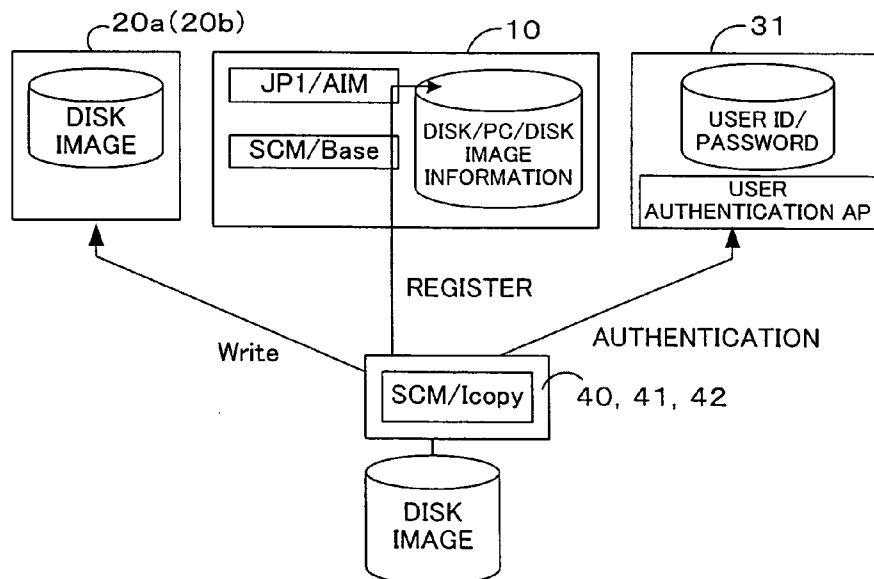 20a(20b)
10
31
DISK
IMAGE
JP1/AIM
SCM/Base
DISK/PC/DISK
IMAGE
INFORMATION
USER ID/
PASSWORD
USER
AUTHENTICATION AP
REGISTER
Write
AUTHENTICATION
SCM/Icopy
40, 41, 42
DISK
IMAGE